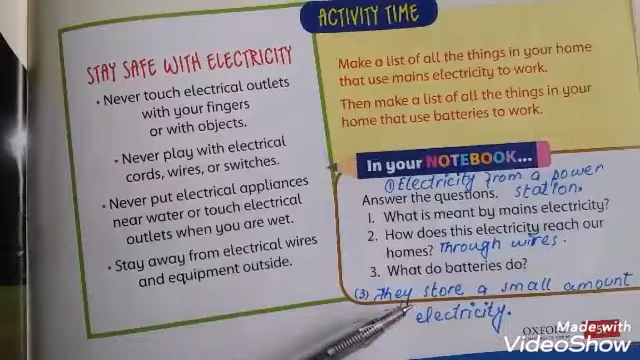 ACTIVITY TIME
STAY SAFE WITH ELECTRICITY
• Never touch electrical outlets
with your fingers
or with objects.
• Never play with electrical
cords, wires, or switches.
• Never put electrical appliances
near water or touch electrical
outlets when you are wet.
• Stay away from electrical wires
and equipment outside.
Make a list of all the things in your home
that use mains electricity to work.
Then make a list of all the things in your
home that use batteries to work.
In your NOTEBOOK...
① Electricity from a power
station.
Answer the questions.
1. What is meant by mains electricity?
2. How does this electricity reach our
homes? Through wires.
3. What do batteries do?
(3) They store a small amount
electricity.
OXFORD
Made with
VideoShow